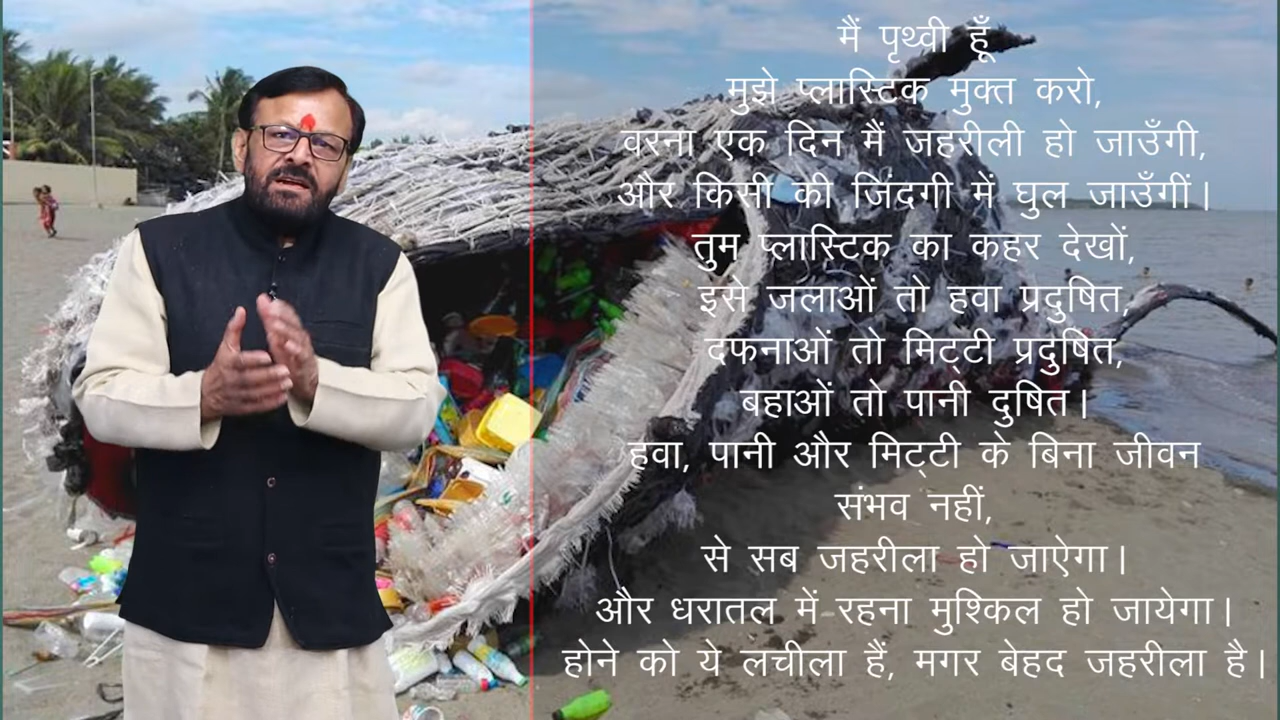 मैं पृथ्वी हूँ
मुझे प्लास्टिक मुक्त करो,
वरना एक दिन मैं जहरीली हो जाउँगी,
और किसी की जिंदगी में घुल जाउँगीं।
तुम प्लास्टिक का कहर देखों,
इसे जलाओं तो हवा प्रदुषित,
दफनाओं तो मिट्टी प्रदुषित,
बहाओं तो पानी दुषित।
हवा, पानी और मिट्टी के बिना जीवन
संभव नहीं,
से सब जहरीला हो जाऐगा।
और धरातल में रहना मुश्किल हो जायेगा।
होने को ये लचीला हैं, मगर बेहद जहरीला है।